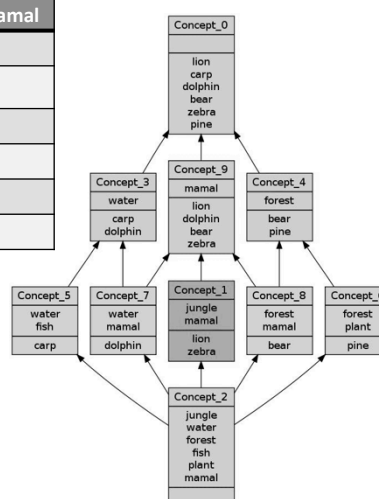 amal
Concept_0
lion
carp
dolphin
bear
zebra
pine
Concept_3
water
carp
dolphin
Concept_9
mamal
lion
dolphin
bear
zebra
Concept_4
forest
bear
pine
Concept_5
water
fish
carp
Concept_7
water
mamal
dolphin
Concept_1
jungle
mamal
lion
zebra
Concept_8
forest
mamal
bear
Concept_
forest
plant
pine
Concept_2
jungle
water
forest
fish
plant
mamal